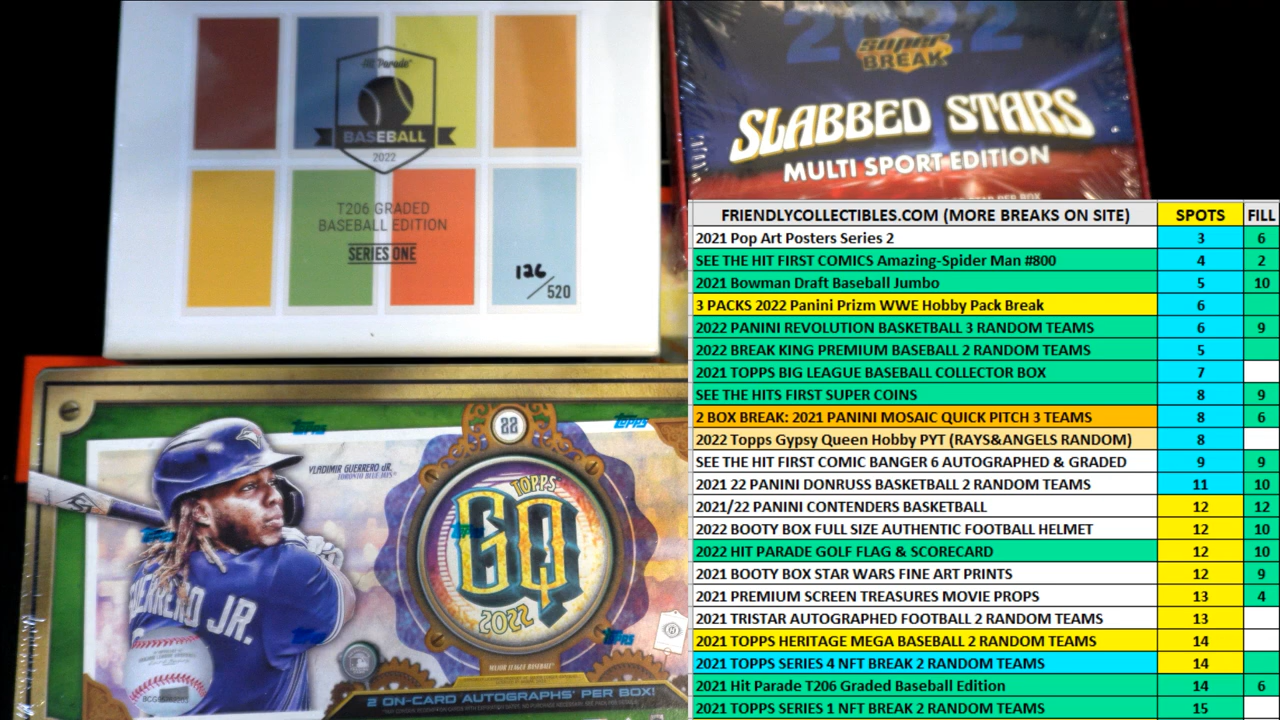 Hit Parade
BASEBALL
2022
T206 GRADED
BASEBALL EDITION
SERIES ONE
126/520
2022
super
BREAK
SLABBED STARS
MULTI SPORT EDITION
PER BOX
22
topps
topps
VLADIMIR GUERRERO JR.
TORONTO BLUE JAYS
TOPPS
GQ
2022
GUERRERO JR.
MAJOR LEAGUE BASEBALL
2 ON-CARD AUTOGRAPHS* PER BOX!
FRIENDLYCOLLECTIBLES.COM (MORE BREAKS ON SITE) SPOTS FILL
2021 Pop Art Posters Series 2 3 6
SEE THE HIT FIRST COMICS Amazing-Spider Man #800 4 2
2021 Bowman Draft Baseball Jumbo 5 10
3 PACKS 2022 Panini Prizm WWE Hobby Pack Break 6
2022 PANINI REVOLUTION BASKETBALL 3 RANDOM TEAMS 6 9
2022 BREAK KING PREMIUM BASEBALL 2 RANDOM TEAMS 5
2021 TOPPS BIG LEAGUE BASEBALL COLLECTOR BOX 7
SEE THE HITS FIRST SUPER COINS 8 9
2 BOX BREAK: 2021 PANINI MOSAIC QUICK PITCH 3 TEAMS 8 6
2022 Topps Gypsy Queen Hobby PYT (RAYS&ANGELS RANDOM) 8
SEE THE HIT FIRST COMIC BANGER 6 AUTOGRAPHED & GRADED 9 9
2021 22 PANINI DONRUSS BASKETBALL 2 RANDOM TEAMS 11 10
2021/22 PANINI CONTENDERS BASKETBALL 12 12
2022 BOOTY BOX FULL SIZE AUTHENTIC FOOTBALL HELMET 12 10
2022 HIT PARADE GOLF FLAG & SCORECARD 12 10
2021 BOOTY BOX STAR WARS FINE ART PRINTS 12 9
2021 PREMIUM SCREEN TREASURES MOVIE PROPS 13 4
2021 TRISTAR AUTOGRAPHED FOOTBALL 2 RANDOM TEAMS 13
2021 TOPPS HERITAGE MEGA BASEBALL 2 RANDOM TEAMS 14
2021 TOPPS SERIES 4 NFT BREAK 2 RANDOM TEAMS 14
2021 Hit Parade T206 Graded Baseball Edition 14 6
2021 TOPPS SERIES 1 NFT BREAK 2 RANDOM TEAMS 15